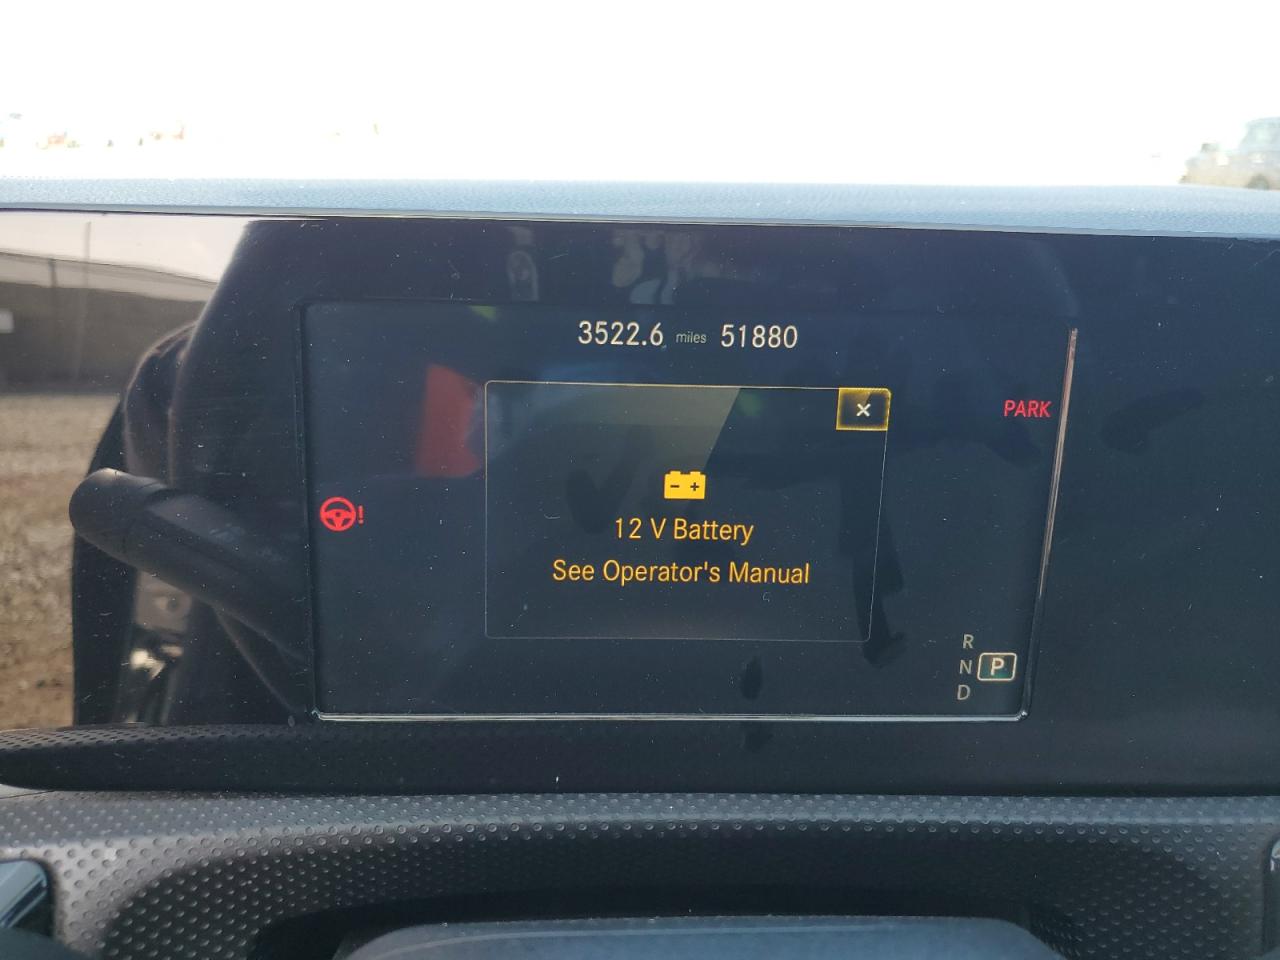 3522.6 miles 51880
×
PARK
!
- +
12 V Battery
See Operator's Manual
R
N P
D